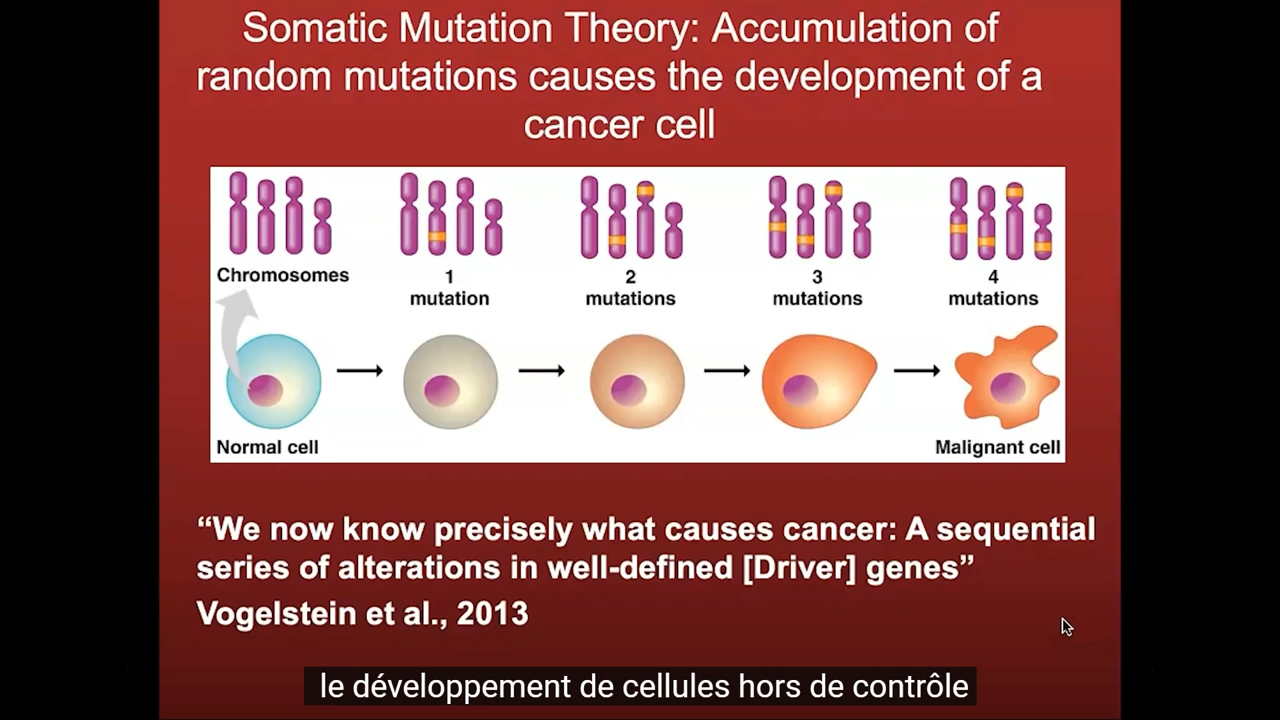 Somatic Mutation Theory: Accumulation of
random mutations causes the development of a
cancer cell
Chromosomes
1
mutation
2
mutations
3
mutations
4
mutations
Normal cell
Malignant cell
“We now know precisely what causes cancer: A sequential
series of alterations in well-defined [Driver] genes”
Vogelstein et al., 2013
le développement de cellules hors de contrôle